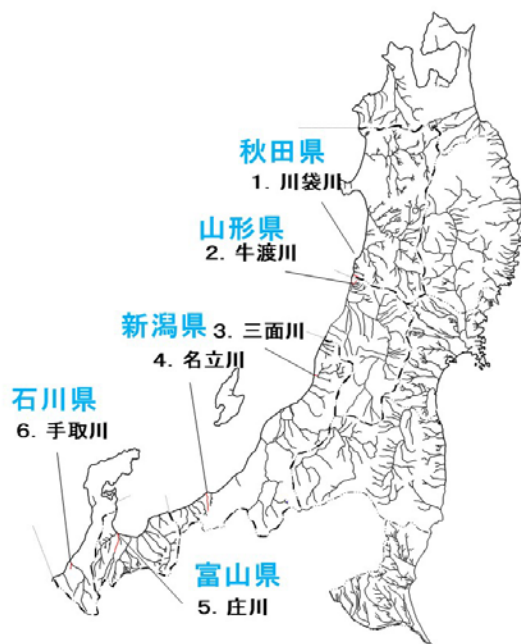 秋田県
1. 川袋川
山形県
2. 牛渡川
新潟県
3. 三面川
4. 名立川
石川県
6. 手取川
富山県
5. 庄川